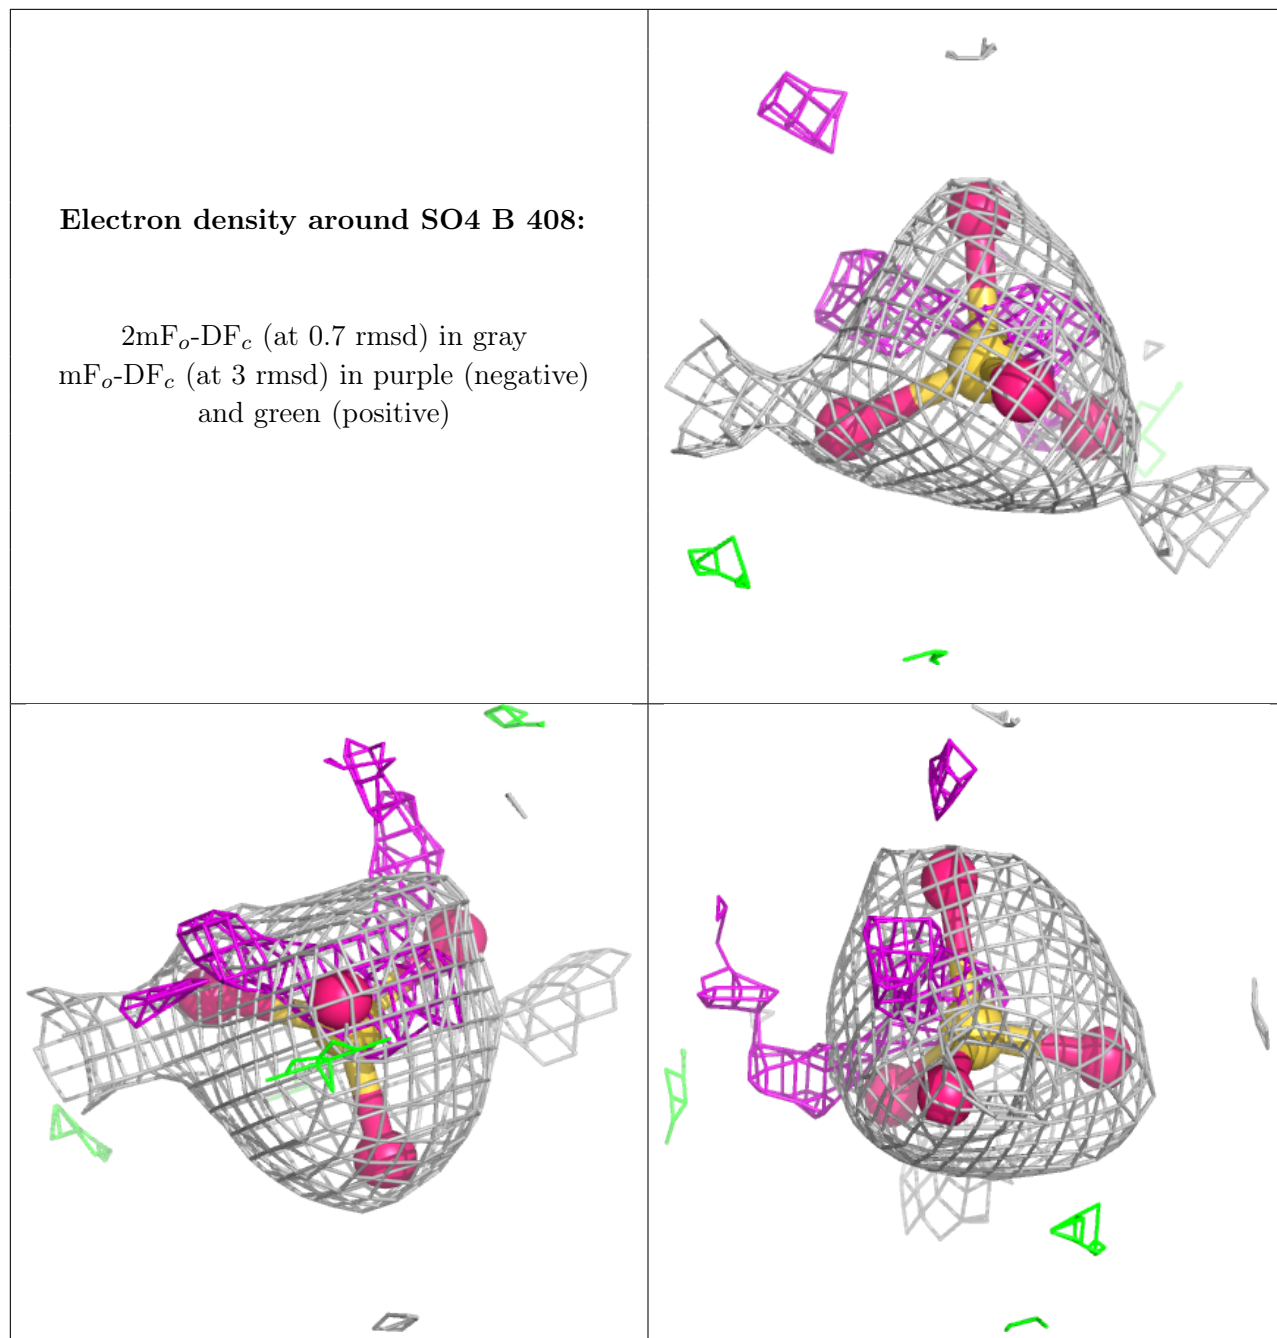 Electron density around SO4 B 408:
2mFo-DFc (at 0.7 rmsd) in gray
mFo-DFc (at 3 rmsd) in purple (negative)
and green (positive)